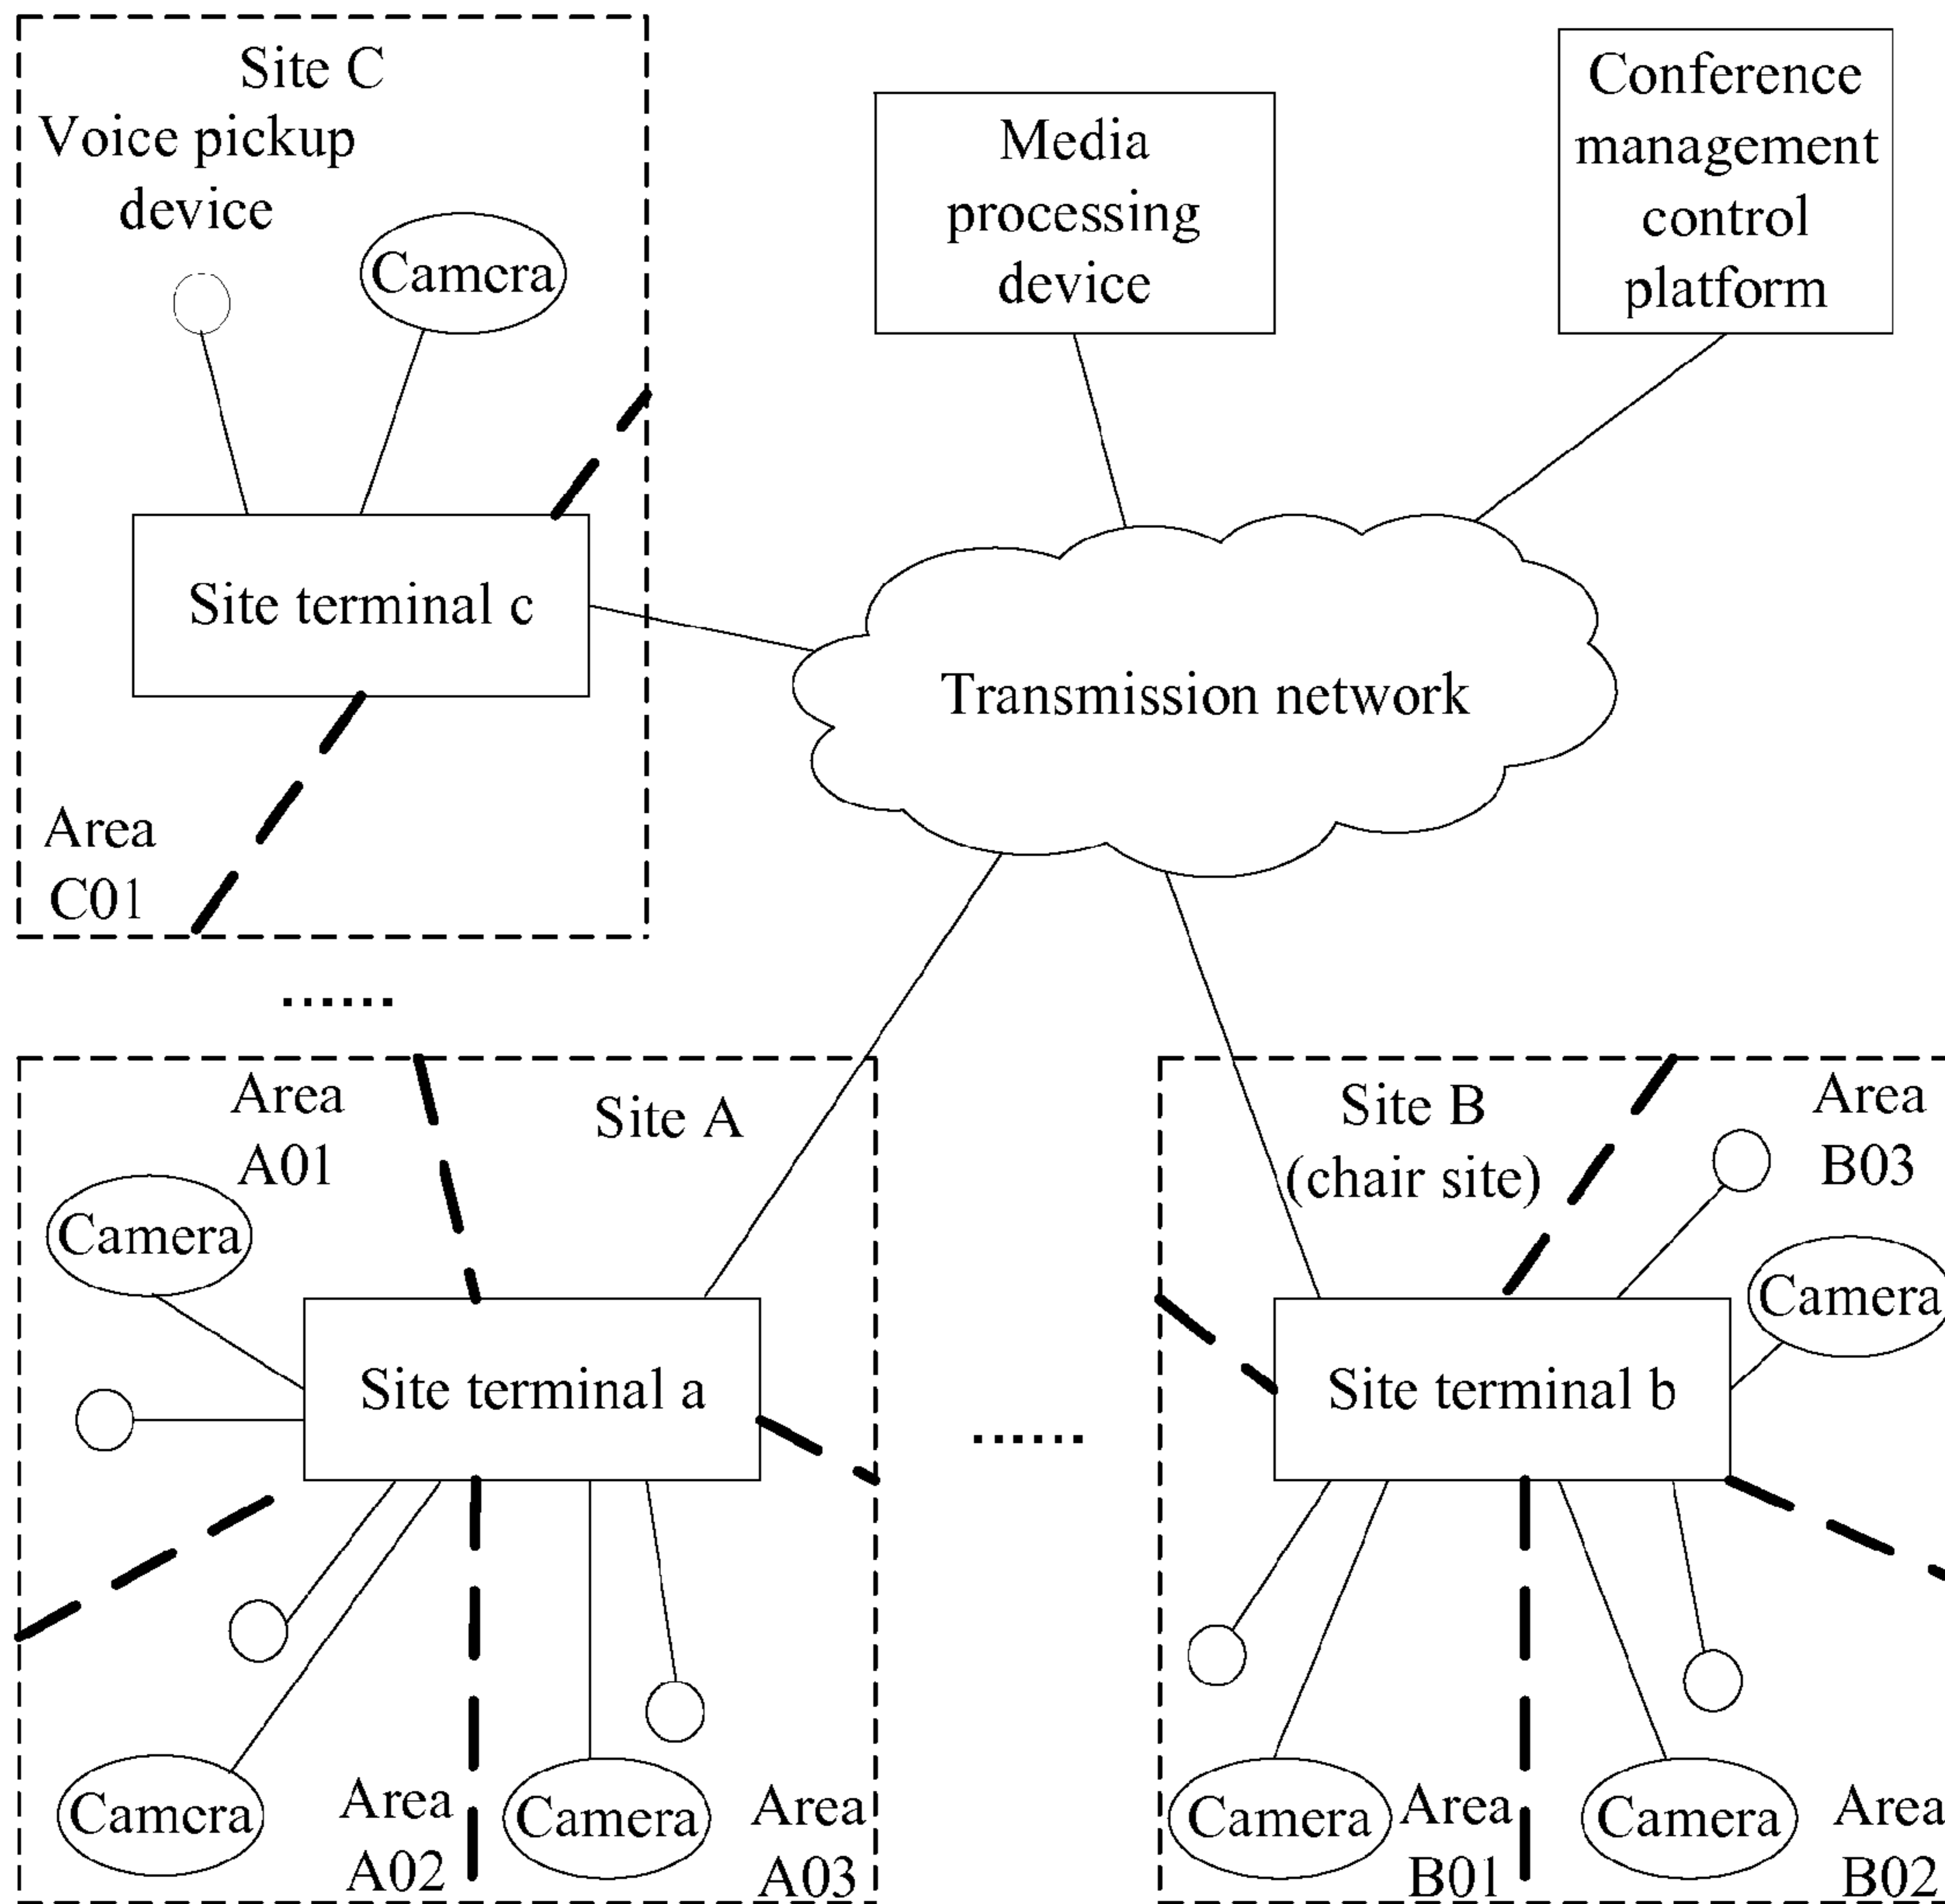 Site C
Voice pickup
device
Camera
Site terminal c
Area
C01
Media
processing
device
Conference
management
control
platform
Transmission network
......
Area
A01
Site A
Camera
Site terminal a
Camera
Area
A02
Camera
Area
A03
......
Site B
(chair site)
Area
B03
Camera
Site terminal b
Camera
Area
B01
Camera
Area
B02